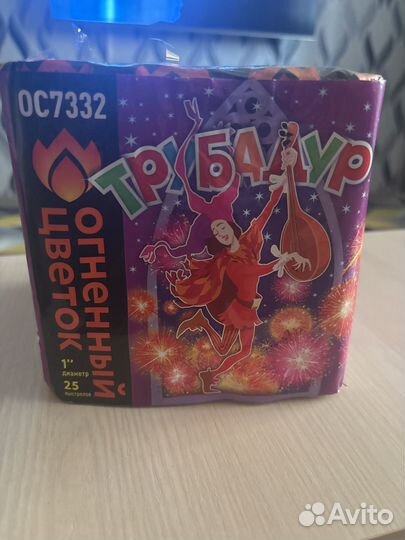 ОС7332
ТРУБАДУР
ОГНЕННЫЙ
ЦВЕТОК
1"
диаметр
25
выстрелов
Avito